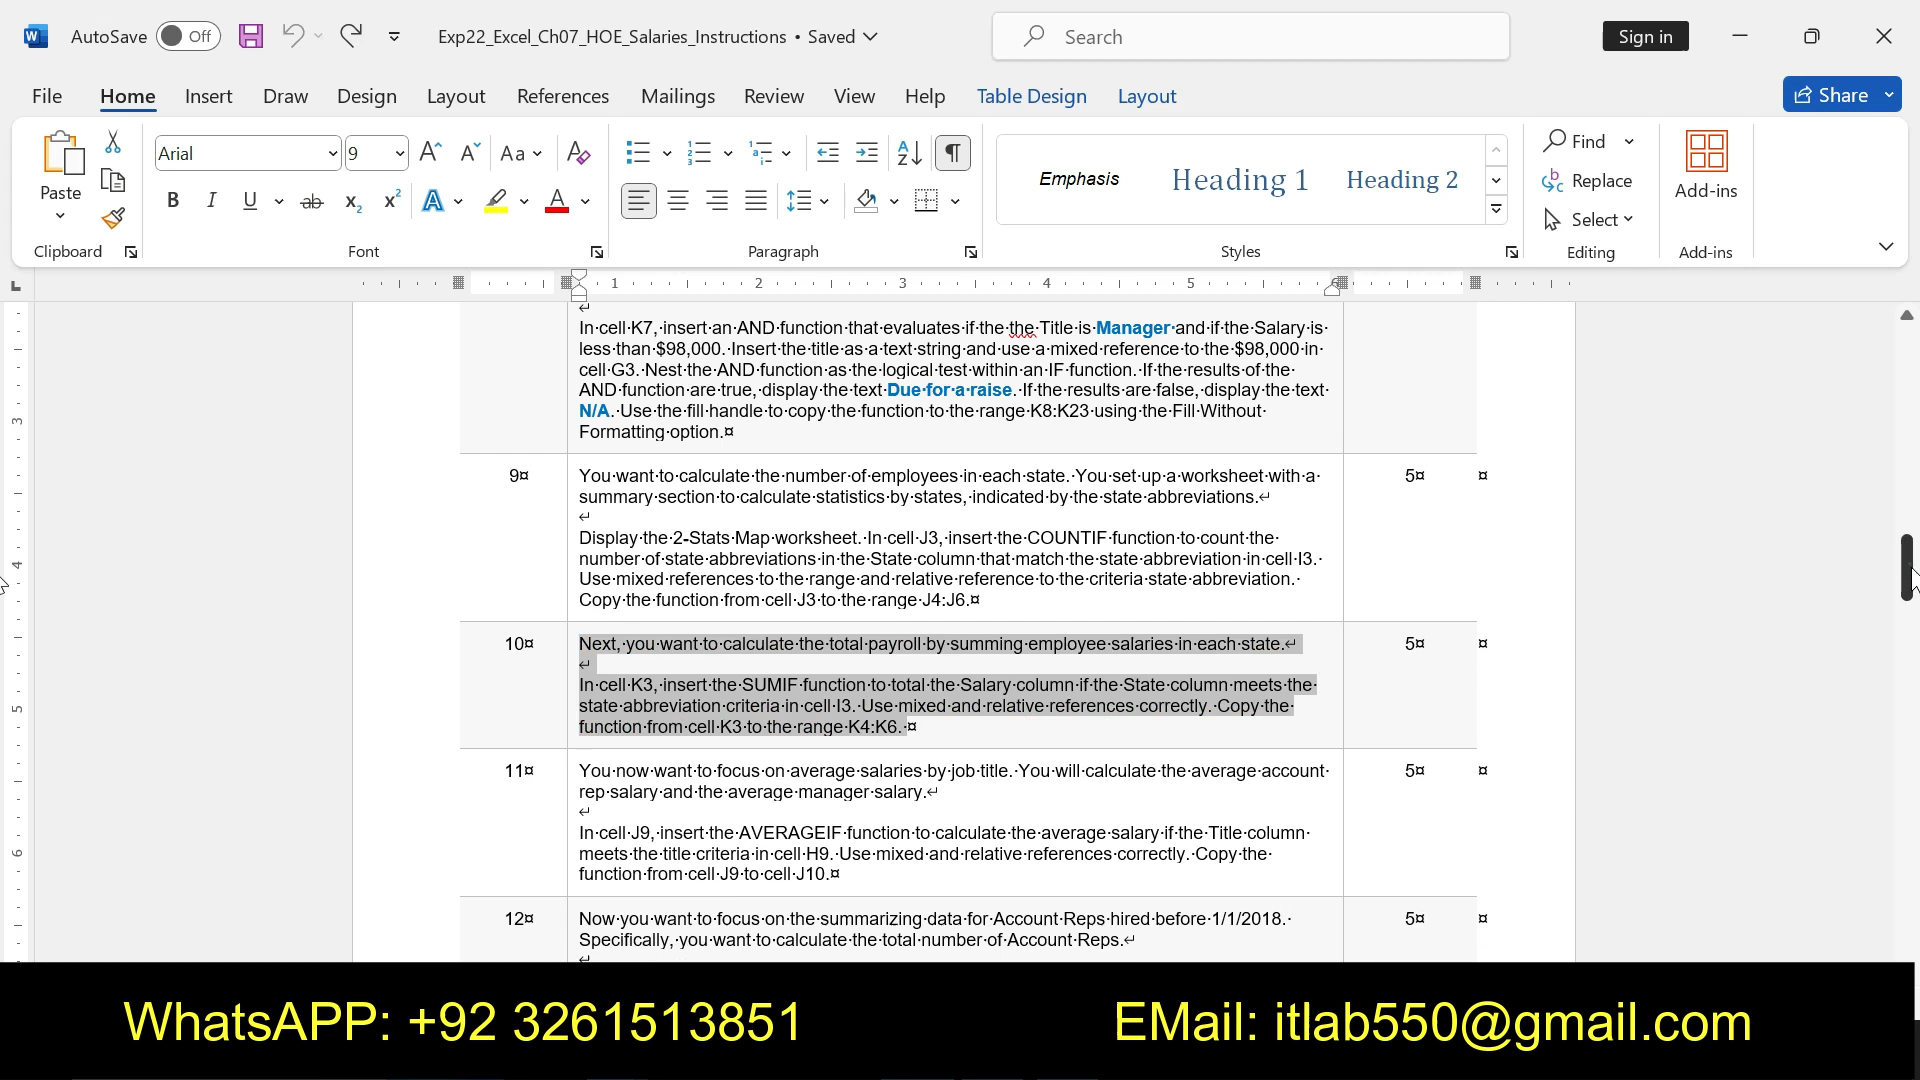 AutoSave Off Exp22_Excel_Ch07_HOE_Salaries_Instructions • Saved Search Sign in
File Home Insert Draw Design Layout References Mailings Review View Help Table Design Layout Share
Paste Arial 9 Aa Emphasis Heading 1 Heading 2 Find Replace Select Add-ins
Clipboard Font Paragraph Styles Editing Add-ins
1 2 3 4 5 6
In cell K7, insert an AND function that evaluates if the the Title is Manager and if the Salary is
less than $98,000. Insert the title as a text string and use a mixed reference to the $98,000 in
cell G3. Nest the AND function as the logical test within an IF function. If the results of the
AND function are true, display the text Due for a raise. If the results are false, display the text
N/A. Use the fill handle to copy the function to the range K8:K23 using the Fill Without
Formatting option.¤
9¤ You want to calculate the number of employees in each state. You set up a worksheet with a 5¤ ¤
summary section to calculate statistics by states, indicated by the state abbreviations.↵
↵
Display the 2-Stats Map worksheet. In cell J3, insert the COUNTIF function to count the
number of state abbreviations in the State column that match the state abbreviation in cell I3.
Use mixed references to the range and relative reference to the criteria state abbreviation.
Copy the function from cell J3 to the range J4:J6.¤
10¤ Next, you want to calculate the total payroll by summing employee salaries in each state.↵ 5¤ ¤
↵
In cell K3, insert the SUMIF function to total the Salary column if the State column meets the
state abbreviation criteria in cell I3. Use mixed and relative references correctly. Copy the
function from cell K3 to the range K4:K6. ¤
11¤ You now want to focus on average salaries by job title. You will calculate the average account 5¤ ¤
rep salary and the average manager salary.↵
↵
In cell J9, insert the AVERAGEIF function to calculate the average salary if the Title column
meets the title criteria in cell H9. Use mixed and relative references correctly. Copy the
function from cell J9 to cell J10.¤
12¤ Now you want to focus on the summarizing data for Account Reps hired before 1/1/2018. 5¤ ¤
Specifically, you want to calculate the total number of Account Reps.↵
WhatsAPP: +92 3261513851 EMail: itlab550@gmail.com